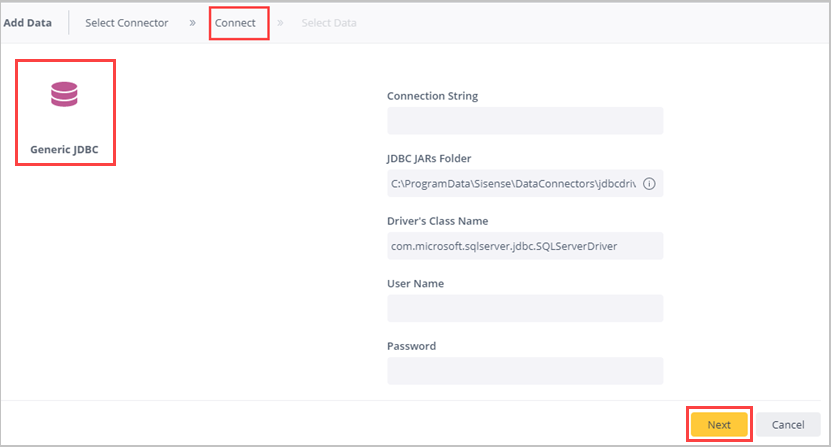 Add Data Select Connector » Connect » Select Data
Generic JDBC
Connection String
JDBC JARs Folder
C:\ProgramData\Sisense\DataConnectors\jdbcdri
Driver's Class Name
com.microsoft.sqlserver.jdbc.SQLServerDriver
User Name
Password
Next Cancel